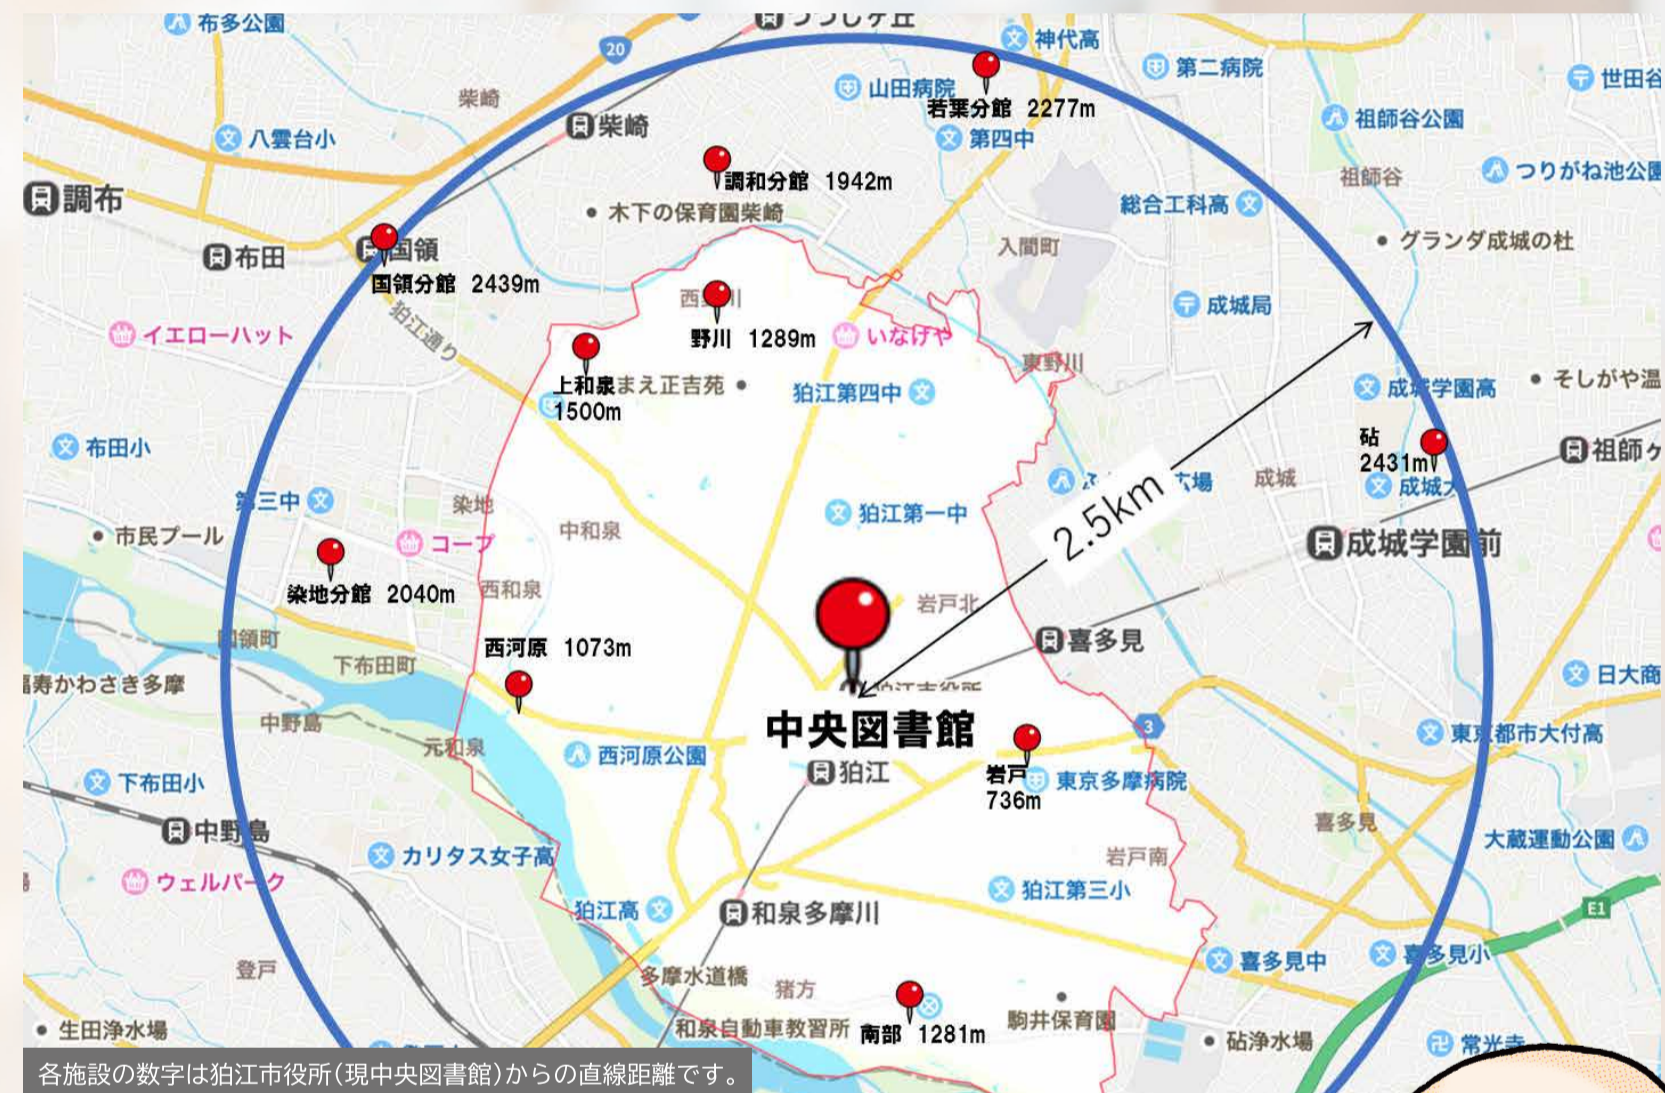 布多公園
つつじヶ丘
20
神代高
第二病院
世田谷
山田病院
若葉分館 2277m
柴崎
柴崎
祖師谷公園
八雲台小
第四中
調布
調和分館 1942m
祖師谷
つりがね池公園
木下の保育園柴崎
総合工科高
グランダ成城の杜
布田
国領
入間町
国領分館 2439m
成城局
狛江通り
野川 1289m
いなげや
イエローハット
東野川
上和泉
1500m
まえ正吉苑
狛江第四中
成城学園高
そしがや温
布田小
砧
2431m
祖師ヶ
成城
第三中
染地
広場
成城大
狛江第一中
2.5km
市民プール
中和泉
コープ
成城学園前
染地分館 2040m
西和泉
岩戸北
国領町
西河原 1073m
喜多見
下布田町
福寿かわさき多摩
狛江市役所
日大商
中野島
中央図書館
3
元和泉
西河原公園
東京都市大付高
下布田小
狛江
岩戸
736m
東京多摩病院
中野島
喜多見
大蔵運動公園
カリタス女子高
岩戸南
ウェルパーク
狛江第三小
狛江高
和泉多摩川
E1
登戸
多摩水道橋
猪方
喜多見中
喜多見小
生田浄水場
和泉自動車教習所
南部 1281m
駒井保育園
砧浄水場
常光寺
各施設の数字は狛江市役所(現中央図書館)からの直線距離です。